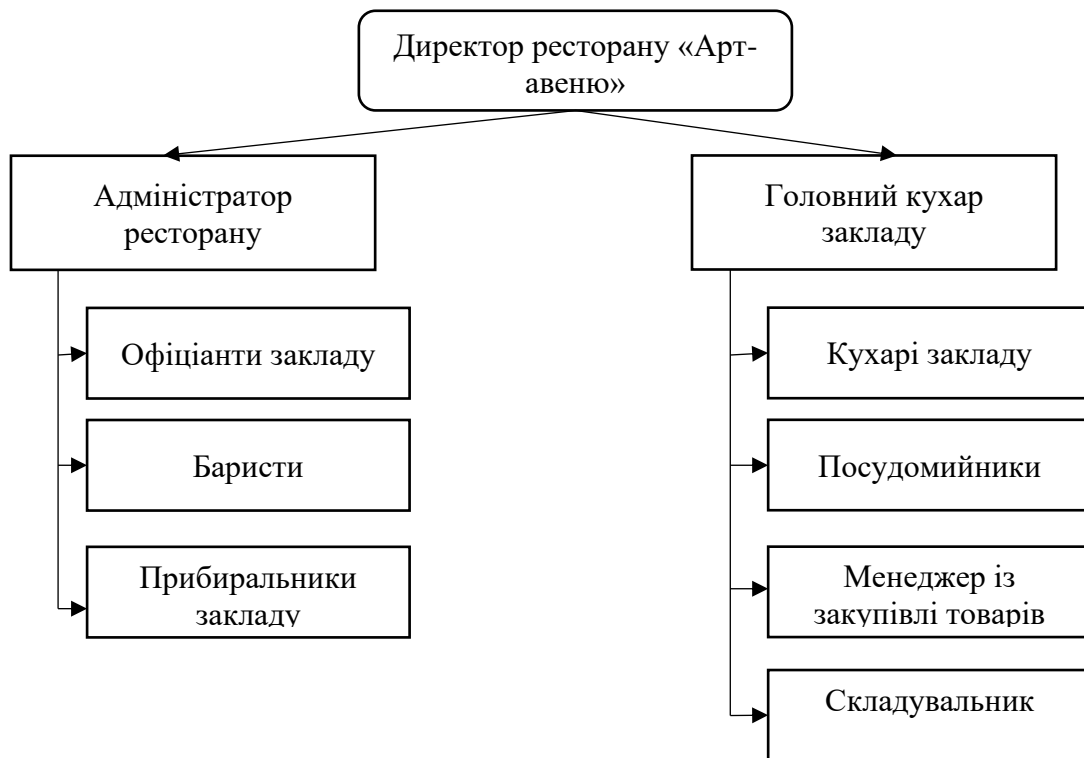 Директор ресторану «Арт-
авеню»
Адміністратор
ресторану
Головний кухар
закладу
Офіціанти закладу
Кухарі закладу
Баристи
Посудомийники
Прибиральники
закладу
Менеджер із
закупівлі товарів
Складувальник